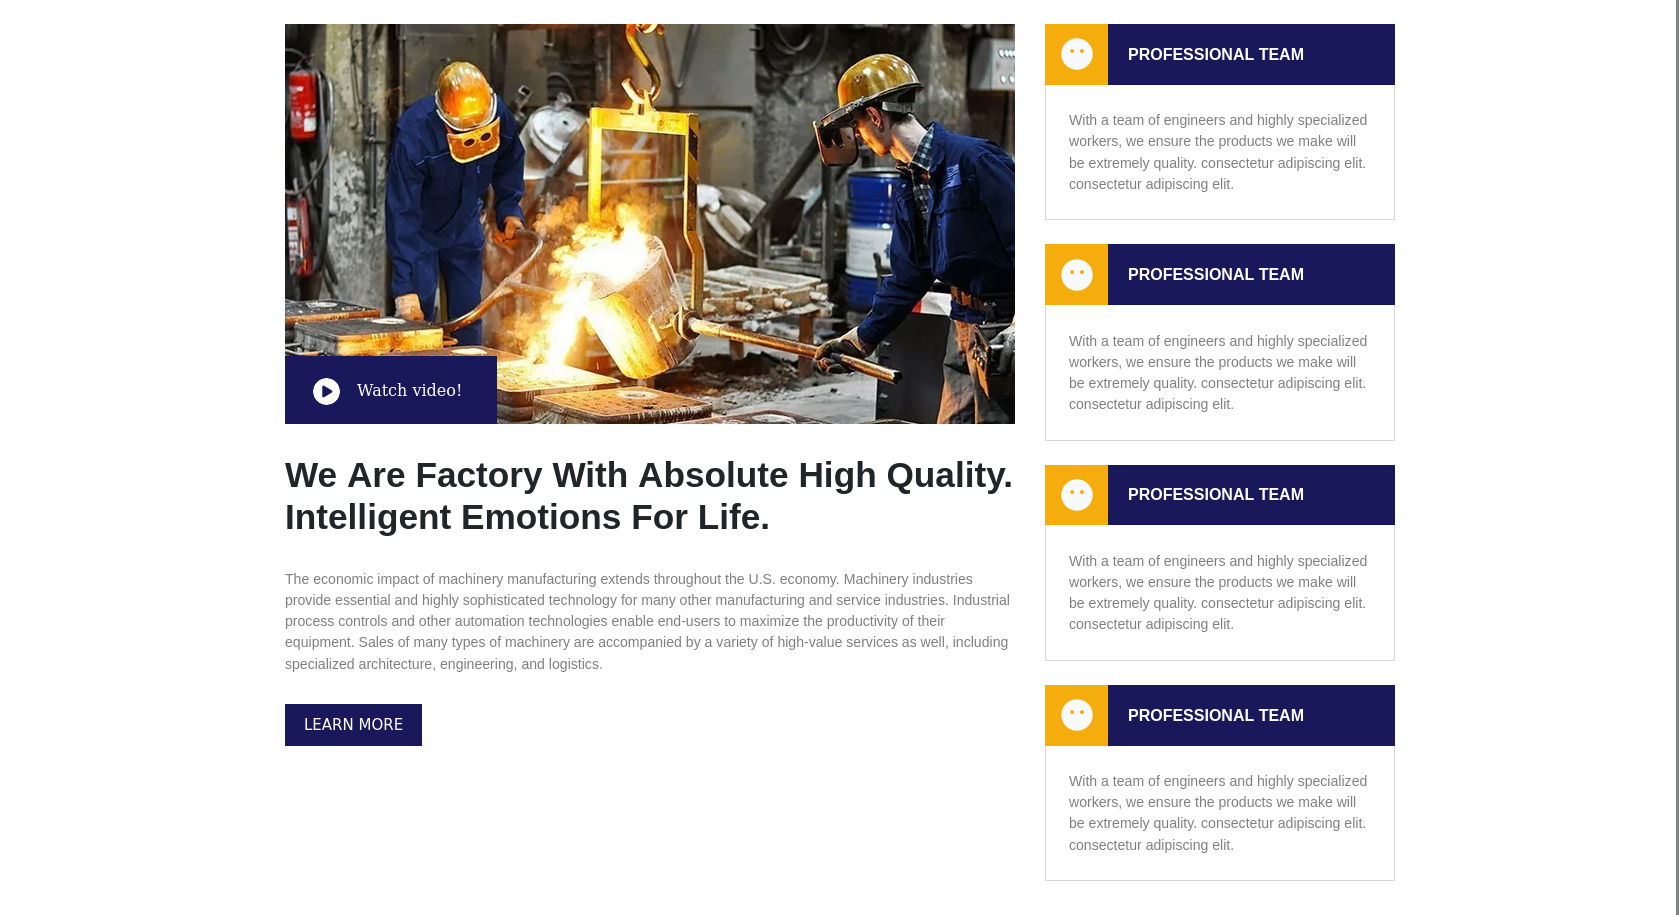 Watch video!
We Are Factory With Absolute High Quality.
Intelligent Emotions For Life.
The economic impact of machinery manufacturing extends throughout the U.S. economy. Machinery industries
provide essential and highly sophisticated technology for many other manufacturing and service industries. Industrial
process controls and other automation technologies enable end-users to maximize the productivity of their
equipment. Sales of many types of machinery are accompanied by a variety of high-value services as well, including
specialized architecture, engineering, and logistics.
LEARN MORE
PROFESSIONAL TEAM
With a team of engineers and highly specialized
workers, we ensure the products we make will
be extremely quality. consectetur adipiscing elit.
consectetur adipiscing elit.
PROFESSIONAL TEAM
With a team of engineers and highly specialized
workers, we ensure the products we make will
be extremely quality. consectetur adipiscing elit.
consectetur adipiscing elit.
PROFESSIONAL TEAM
With a team of engineers and highly specialized
workers, we ensure the products we make will
be extremely quality. consectetur adipiscing elit.
consectetur adipiscing elit.
PROFESSIONAL TEAM
With a team of engineers and highly specialized
workers, we ensure the products we make will
be extremely quality. consectetur adipiscing elit.
consectetur adipiscing elit.